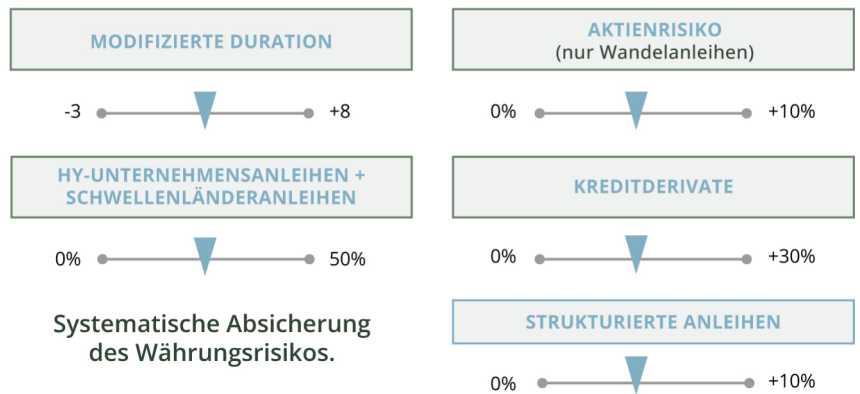 MODIFIZIERTE DURATION
-3
+8
HY-UNTERNEHMENSANLEIHEN +
SCHWELLENLÄNDERANLEIHEN
0%
50%
Systematische Absicherung
des Währungsrisikos.
AKTIENRISIKO
(nur Wandelanleihen)
0%
+10%
KREDITDERIVATE
0%
+30%
STRUKTURIERTE ANLEIHEN
0%
+10%